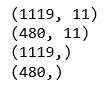 (1119, 11)
(480, 11)
(1119,)
(480,)